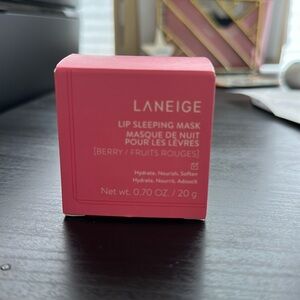 LANEIGE
LIP SLEEPING MASK
MASQUE DE NUIT
POUR LES LÈVRES
[BERRY / FRUITS ROUGES]
Hydrate, Nourish, Soften
Hydrate, Nourrit, Adoucit
Net wt. 0.70 OZ. / 20 g